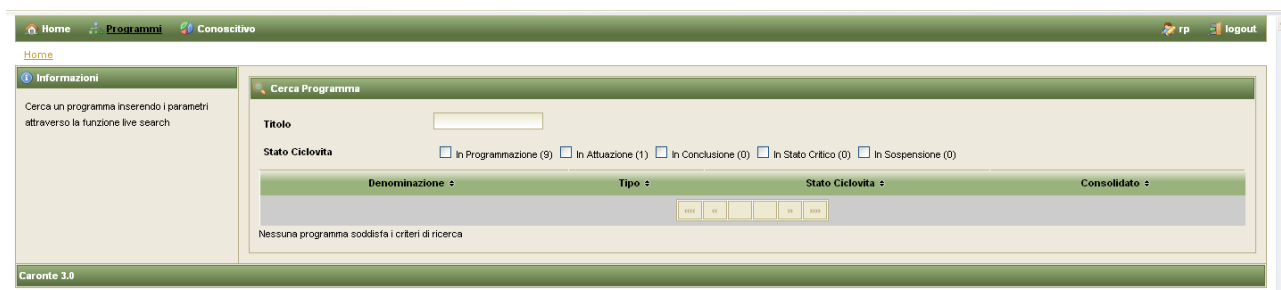 Home Programmi Conoscitivo rp logout
Home
Informazioni
Cerca un programma inserendo i parametri
attraverso la funzione live search
Cerca Programma
Titolo
Stato Ciclovita In Programmazione (9) In Attuazione (1) In Conclusione (0) In Stato Critico (0) In Sospensione (0)
Denominazione Tipo Stato Ciclovita Consolidato
«« « » »»
Nessuna programma soddisfa i criteri di ricerca
Caronte 3.0